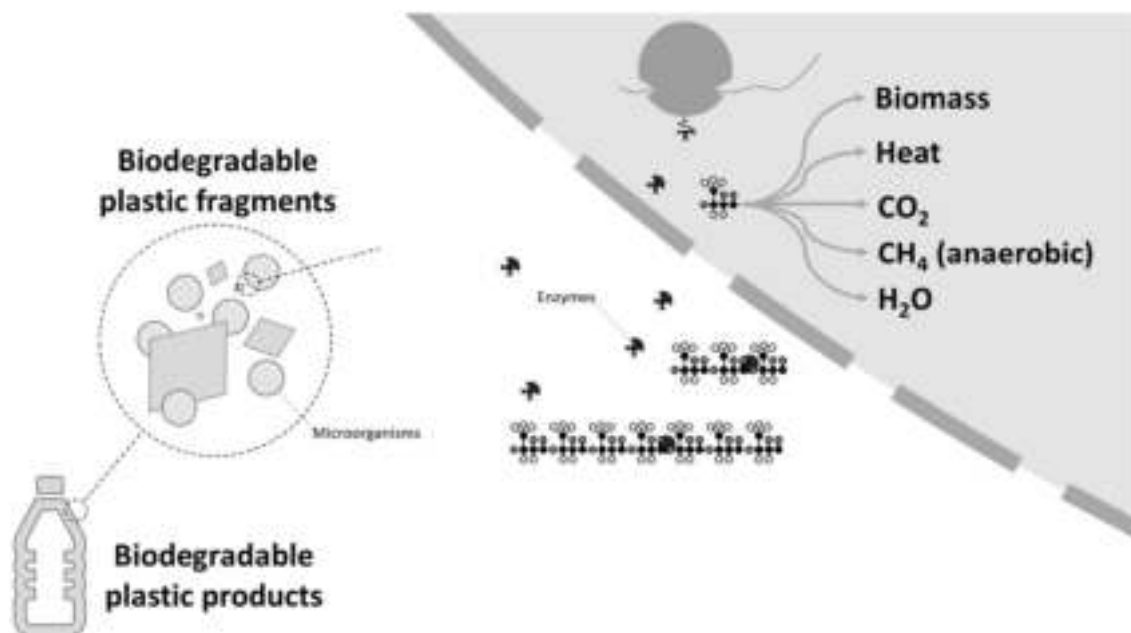 Biomass
Heat
CO₂
CH₄ (anaerobic)
H₂O
Biodegradable
plastic fragments
Enzymes
Microorganisms
Biodegradable
plastic products